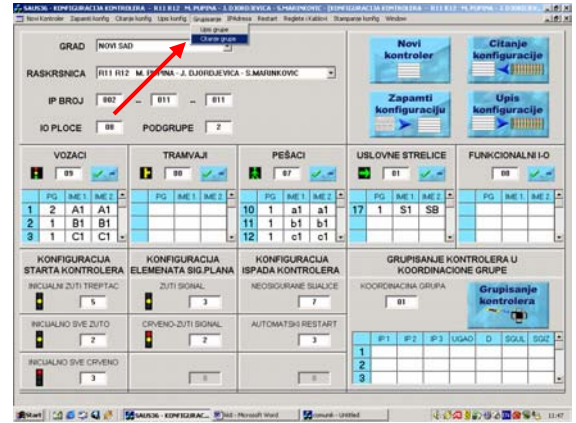 SAUS36 - KONFIGURACIJA KONTROLERA - R11 R12 M. PUPINA - J. DJORDJEVICA - S.MARINKOVIC
Novi Kontroler Zapamti konfig Citanje konfig Upis konfig Grupisanje IPAdresa Restart Reglete i Kablovi Stampanje konfig Window
Upis grupe
Citanje grupe
GRAD NOVI SAD
RASKRSNICA R11 R12 M. PUPINA - J. DJORDJEVICA - S.MARINKOVIC
IP BROJ 002 - 011 - 011
IO PLOCE 08 PODGRUPE 2
Novi kontroler
Citanje konfiguracije
Zapamti konfiguraciju
Upis konfiguracije
VOZACI TRAMVAJI PEŠACI USLOVNE STRELICE FUNKCIONALNI I-O
09 00 07 01 00
PG IME 1 IME 2 PG IME 1 IME 2 PG IME 1 IME 2 PG IME 1 IME 2 PG IME 1 IME 2
1 2 A1 A1 10 1 a1 a1 17 1 S1 SB
2 1 B1 B1 11 1 b1 b1
3 1 C1 C1 12 1 c1 c1
KONFIGURACIJA STARTA KONTROLERA
KONFIGURACIJA ELEMENATA SIG.PLANA
KONFIGURACIJA ISPADA KONTROLERA
GRUPISANJE KONTROLERA U KOORDINACIONE GRUPE
INICIJALNI ZUTI TREPTAC ZUTI SIGNAL NEOSIGURANE SIJALICE KOORDINACIONA GRUPA
5 3 7 01
Grupisanje kontrolera
INICIJALNO SVE ZUTO CRVENO-ZUTI SIGNAL AUTOMATSKI RESTART
2 2 3
IP 1 IP 2 IP 3 UGAO D SGUL SGIZ
1
2
3
INICIJALNO SVE CRVENO
3
Start SAUS36 - KONFIGURAC... Microsoft Word Untitled 11:47